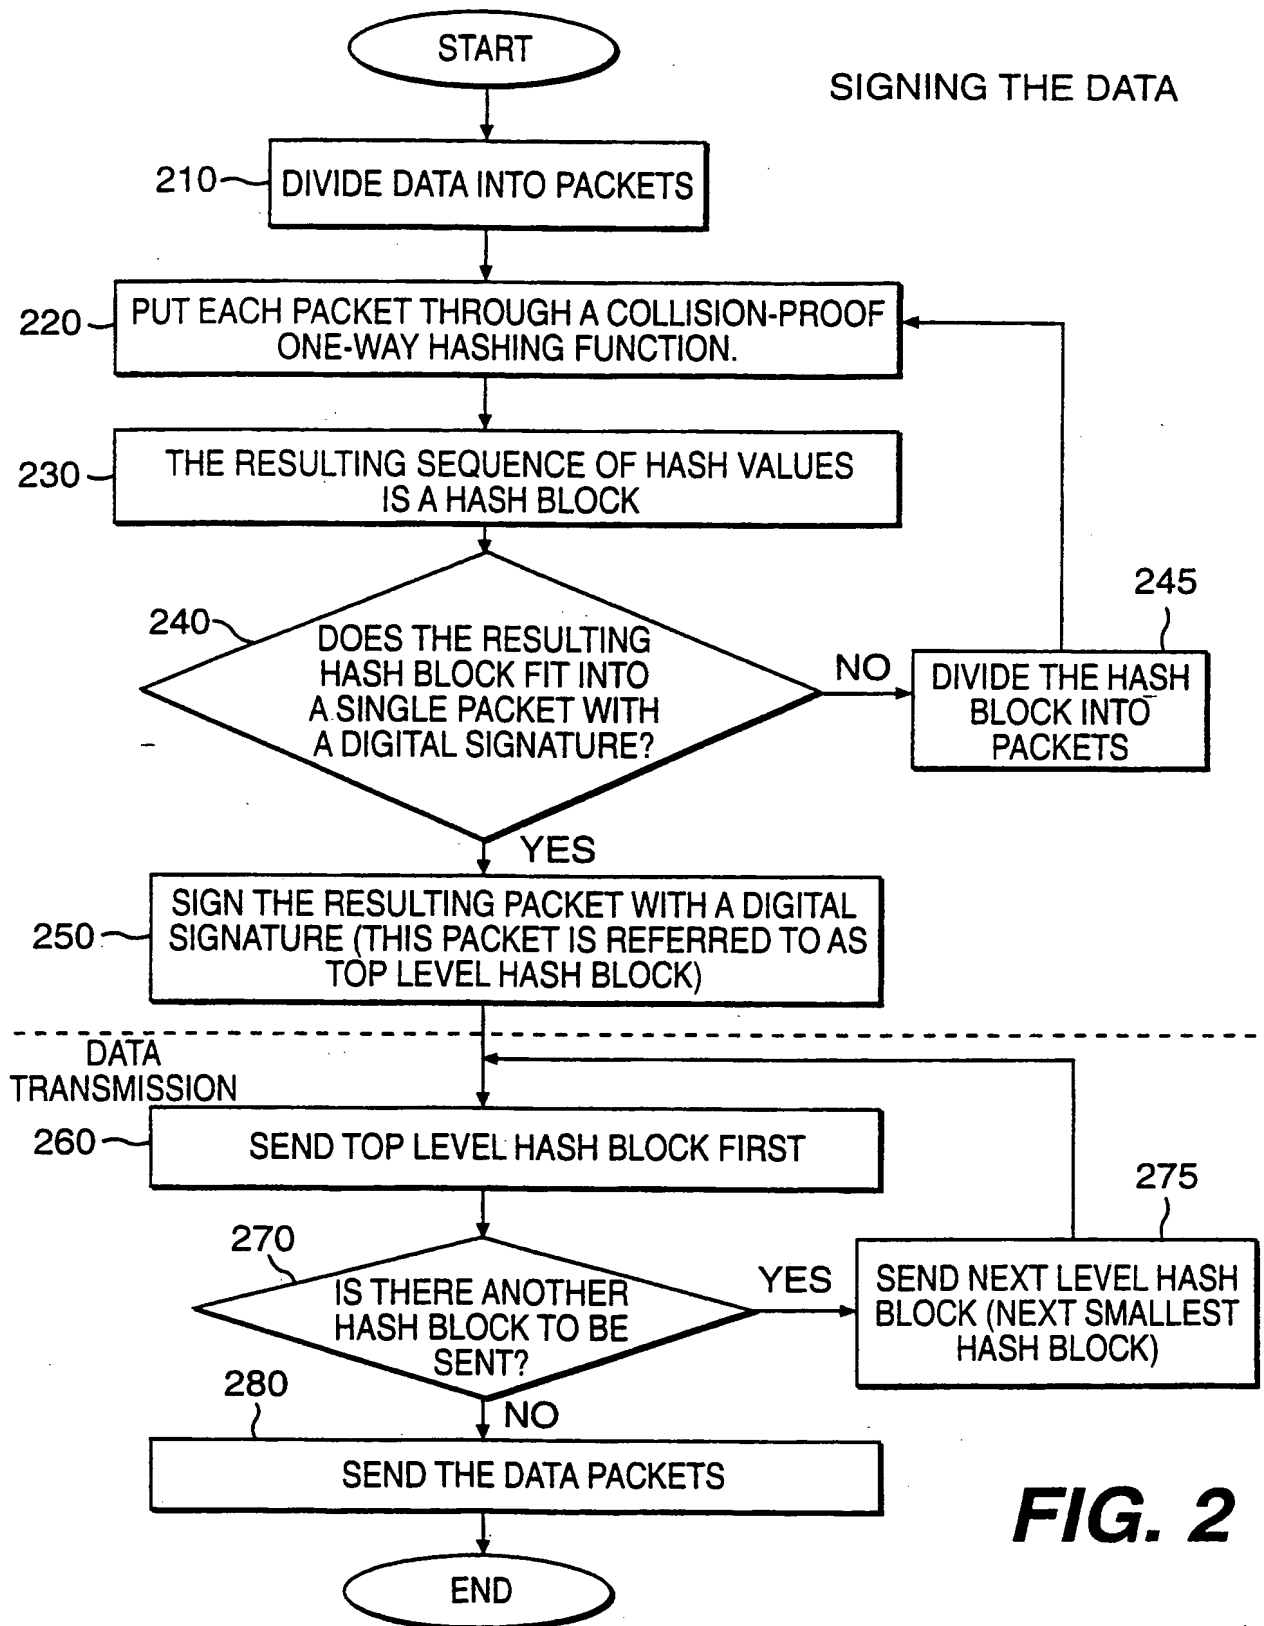 START
SIGNING THE DATA
210
DIVIDE DATA INTO PACKETS
220
PUT EACH PACKET THROUGH A COLLISION-PROOF
ONE-WAY HASHING FUNCTION.
230
THE RESULTING SEQUENCE OF HASH VALUES
IS A HASH BLOCK
240
DOES THE RESULTING
HASH BLOCK FIT INTO
A SINGLE PACKET WITH
A DIGITAL SIGNATURE?
NO
245
DIVIDE THE HASH
BLOCK INTO
PACKETS
YES
250
SIGN THE RESULTING PACKET WITH A DIGITAL
SIGNATURE (THIS PACKET IS REFERRED TO AS
TOP LEVEL HASH BLOCK)
DATA
TRANSMISSION
260
SEND TOP LEVEL HASH BLOCK FIRST
270
IS THERE ANOTHER
HASH BLOCK TO BE
SENT?
YES
275
SEND NEXT LEVEL HASH
BLOCK (NEXT SMALLEST
HASH BLOCK)
NO
280
SEND THE DATA PACKETS
END
FIG. 2